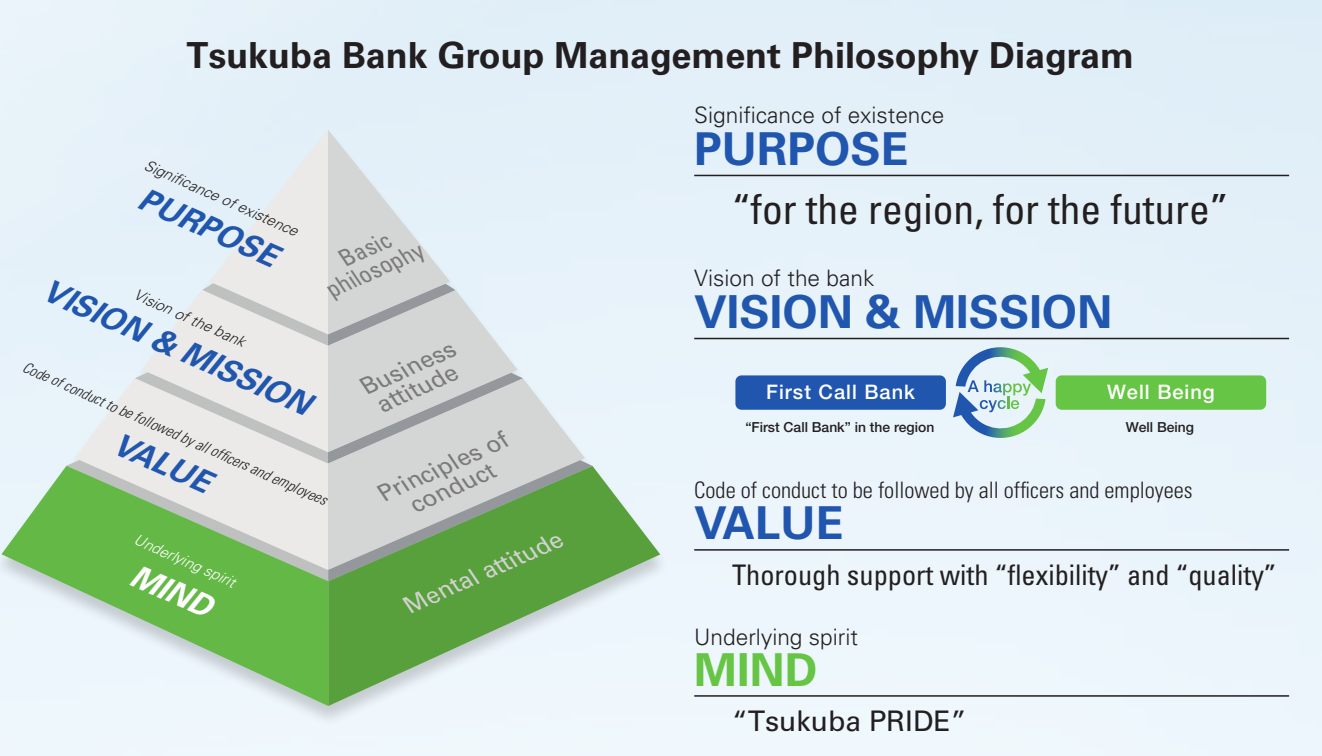 Tsukuba Bank Group Management Philosophy Diagram
Significance of existence
PURPOSE
Basic
philosophy
Vision of the bank
VISION & MISSION
Business
attitude
Code of conduct to be followed by all officers and employees
VALUE
Principles of
conduct
Underlying spirit
MIND
Mental attitude
Significance of existence
PURPOSE
“for the region, for the future”
Vision of the bank
VISION & MISSION
First Call Bank
“First Call Bank” in the region
A happy
cycle
Well Being
Well Being
Code of conduct to be followed by all officers and employees
VALUE
Thorough support with “flexibility” and “quality”
Underlying spirit
MIND
“Tsukuba PRIDE”